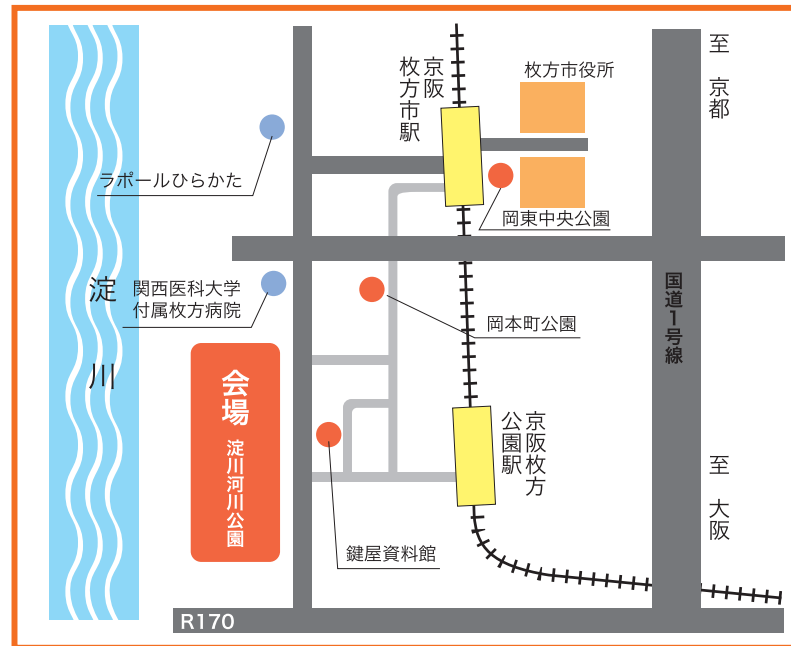 至 京都
京阪
枚方市駅
枚方市役所
ラポールひらかた
岡東中央公園
淀川
関西医科大学
付属枚方病院
岡本町公園
国道1号線
会場
淀川河川公園
京阪枚方
公園駅
至 大阪
鍵屋資料館
R170